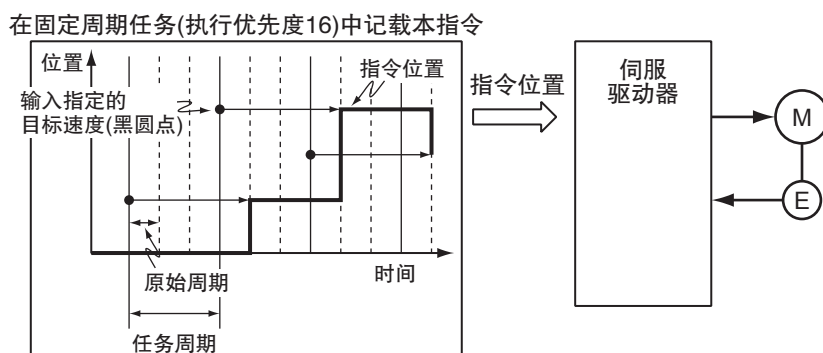 在固定周期任务(执行优先度16)中记载本指令
位置
指令位置
输入指定的
目标速度(黑圆点)
原始周期
时间
任务周期
指令位置
伺服
驱动器
M
E